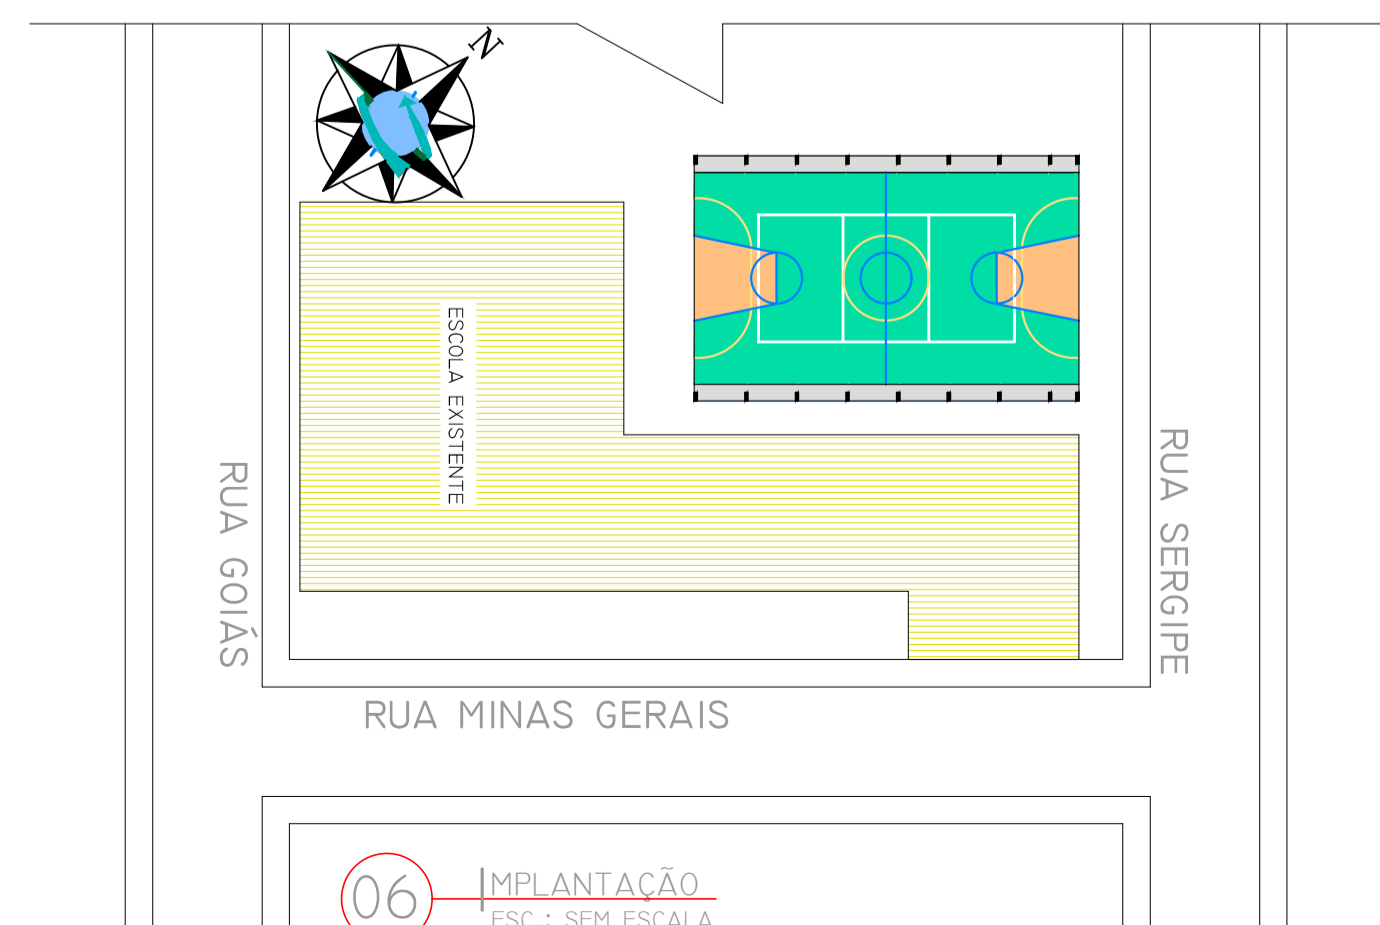 N
ESCOLA EXISTENTE
RUA GOIÁS
RUA SERGIPE
RUA MINAS GERAIS
06
IMPLANTAÇÃO
ESC.: SEM ESCALA